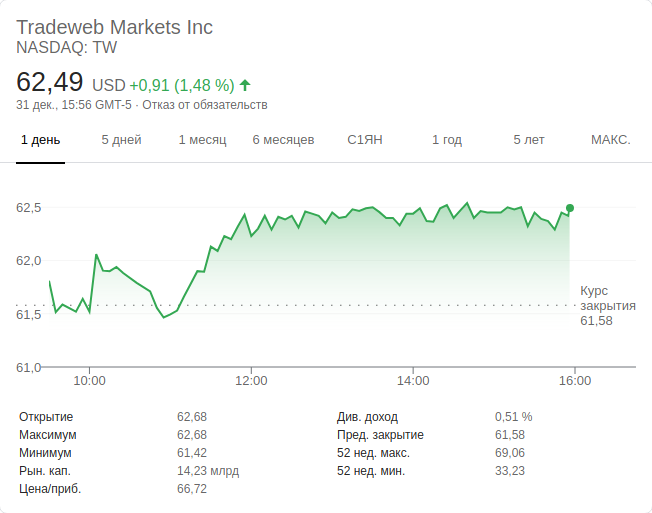 Tradeweb Markets Inc
NASDAQ: TW
62,49 USD +0,91 (1,48 %)
31 дек., 15:56 GMT-5 · Отказ от обязательств
1 день 5 дней 1 месяц 6 месяцев С1ЯН 1 год 5 лет МАКС.
62,5
62,0
61,5
61,0
Курс
закрытия
61,58
10:00 12:00 14:00 16:00
Открытие 62,68 Див. доход 0,51 %
Максимум 62,68 Пред. закрытие 61,58
Минимум 61,42 52 нед. макс. 69,06
Рын. кап. 14,23 млрд 52 нед. мин. 33,23
Цена/приб. 66,72